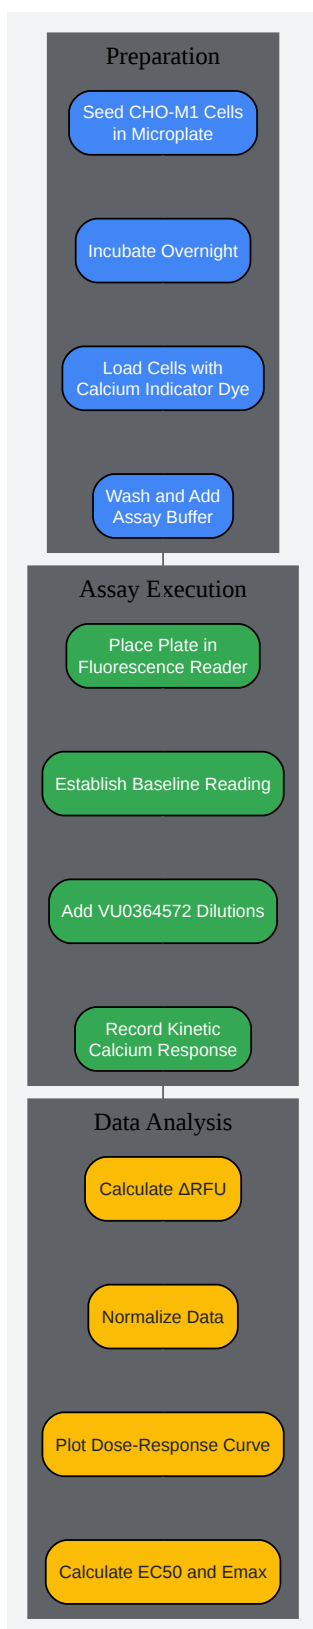 Preparation
Seed CHO-M1 Cells
in Microplate
Incubate Overnight
Load Cells with
Calcium Indicator Dye
Wash and Add
Assay Buffer
Assay Execution
Place Plate in
Fluorescence Reader
Establish Baseline Reading
Add VU0364572 Dilutions
Record Kinetic
Calcium Response
Data Analysis
Calculate ΔRFU
Normalize Data
Plot Dose-Response Curve
Calculate EC50 and Emax